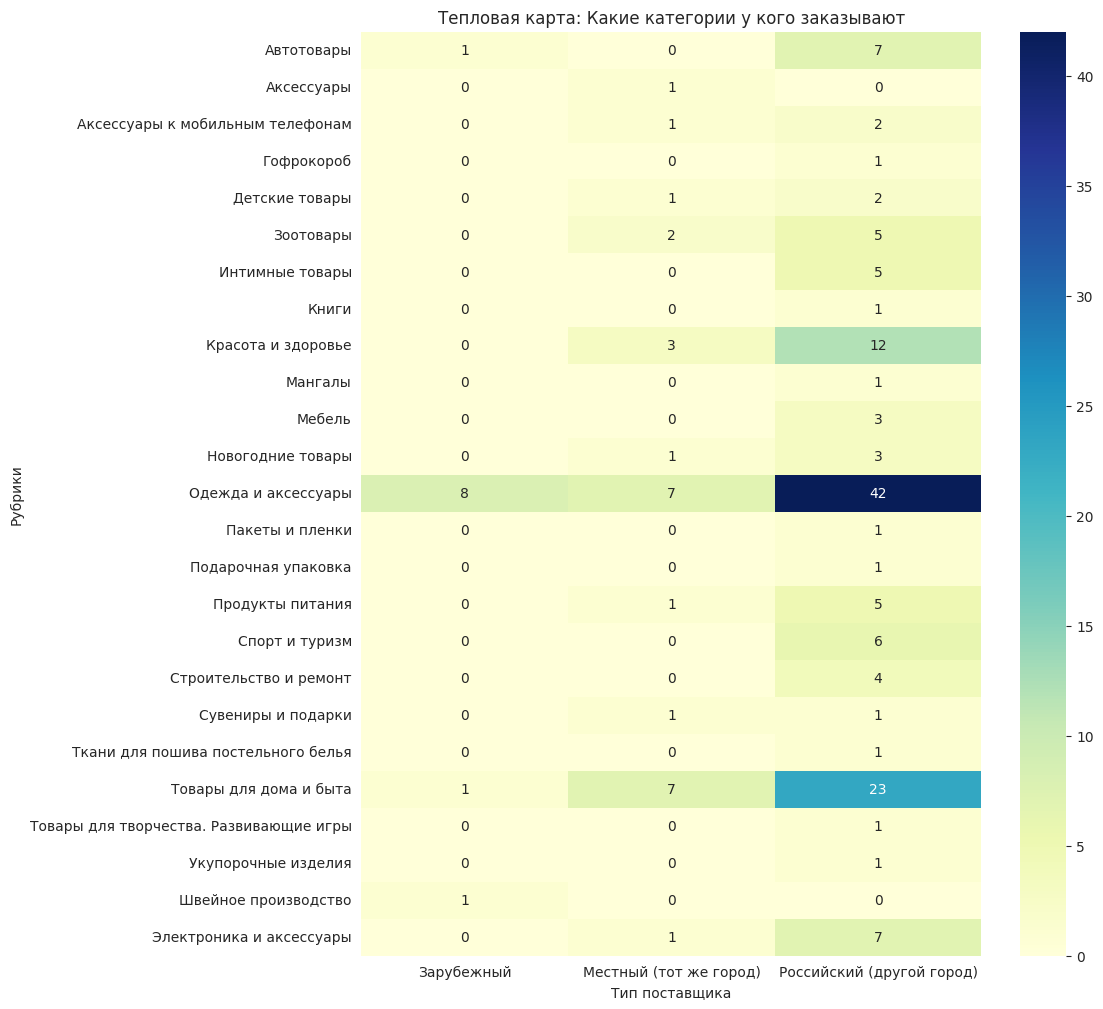 Тепловая карта: Какие категории у кого заказывают
Рубрики
Автотовары 1 0 7
Аксессуары 0 1 0
Аксессуары к мобильным телефонам 0 1 2
Гофрокороб 0 0 1
Детские товары 0 1 2
Зоотовары 0 2 5
Интимные товары 0 0 5
Книги 0 0 1
Красота и здоровье 0 3 12
Мангалы 0 0 1
Мебель 0 0 3
Новогодние товары 0 1 3
Одежда и аксессуары 8 7 42
Пакеты и пленки 0 0 1
Подарочная упаковка 0 0 1
Продукты питания 0 1 5
Спорт и туризм 0 0 6
Строительство и ремонт 0 0 4
Сувениры и подарки 0 1 1
Ткани для пошива постельного белья 0 0 1
Товары для дома и быта 1 7 23
Товары для творчества. Развивающие игры 0 0 1
Укупорочные изделия 0 0 1
Швейное производство 1 0 0
Электроника и аксессуары 0 1 7
Зарубежный Местный (тот же город) Российский (другой город)
Тип поставщика
40
35
30
25
20
15
10
5
0